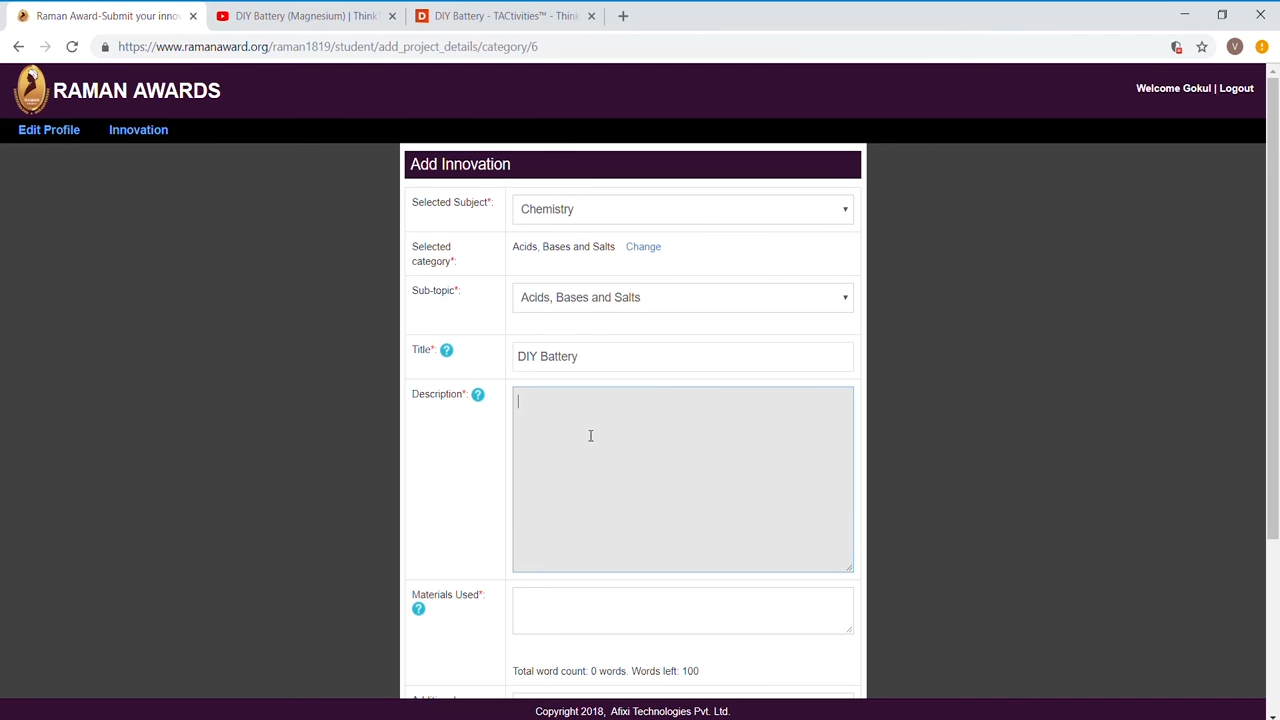 Raman Award-Submit your innov
DIY Battery (Magnesium) | Think
DIY Battery - TACtivities™ - Think
https://www.ramanaward.org/raman1819/student/add_project_details/category/6
V
RAMAN AWARDS
Welcome Gokul | Logout
Edit Profile
Innovation
Add Innovation
Selected Subject*:
Chemistry
Selected
category*:
Acids, Bases and Salts
Change
Sub-topic*:
Acids, Bases and Salts
Title*:
DIY Battery
Description*:
Materials Used*:
Total word count: 0 words. Words left: 100
Copyright 2018, Afixi Technologies Pvt. Ltd.